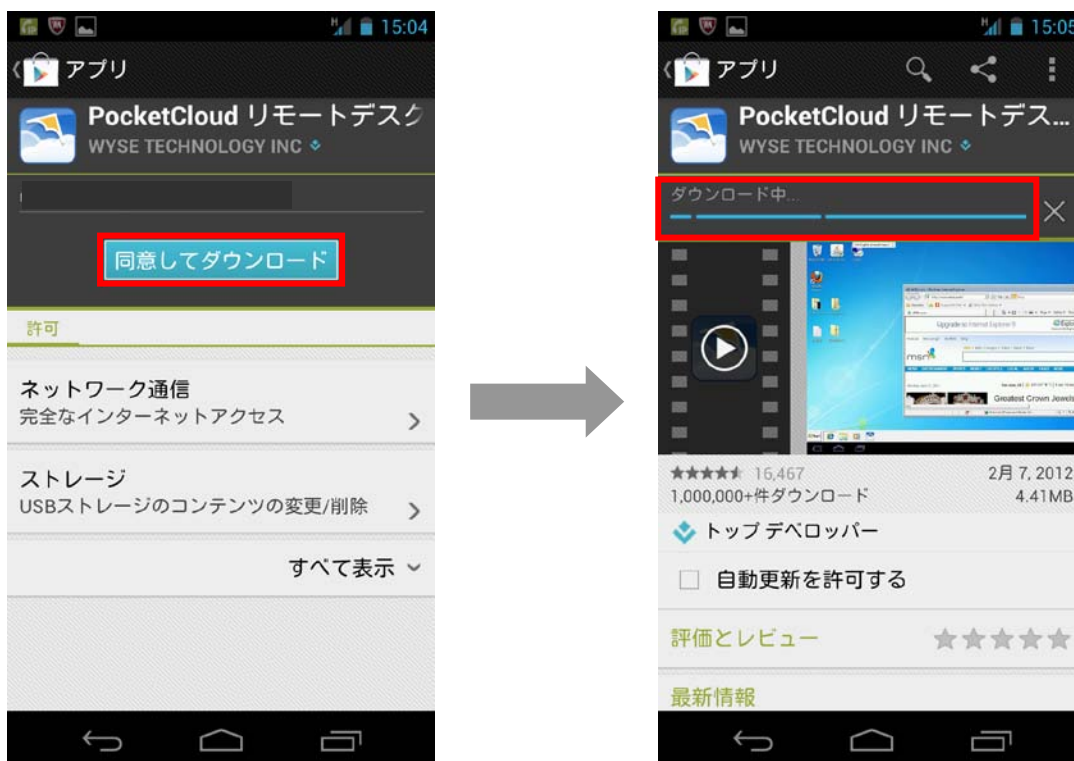 15:04
アプリ
PocketCloud リモートデスク
WYSE TECHNOLOGY INC
同意してダウンロード
許可
ネットワーク通信
完全なインターネットアクセス
ストレージ
USBストレージのコンテンツの変更/削除
すべて表示
15:05
アプリ
PocketCloud リモートデス...
WYSE TECHNOLOGY INC
ダウンロード中...
msn
Greatest Crown Jewels
16,467
2月 7, 2012
1,000,000+件ダウンロード
4.41MB
トップ デベロッパー
自動更新を許可する
評価とレビュー
最新情報